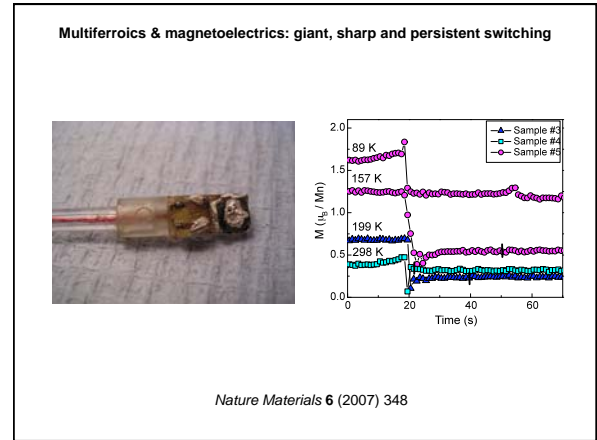 Multiferroics & magnetoelectrics: giant, sharp and persistent switching
2.0
1.5
1.0
0.5
0.0
M (μB / Mn)
89 K
157 K
199 K
298 K
Sample #3
Sample #4
Sample #5
0 20 40 60
Time (s)
Nature Materials 6 (2007) 348